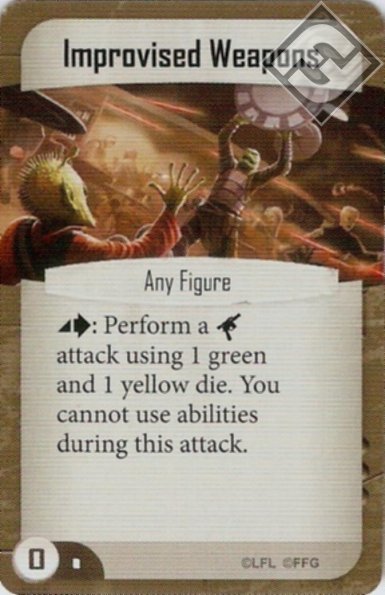 Improvised Weapons
Any Figure
: Perform a
attack using 1 green
and 1 yellow die. You
cannot use abilities
during this attack.
0
©LFL ©FFG